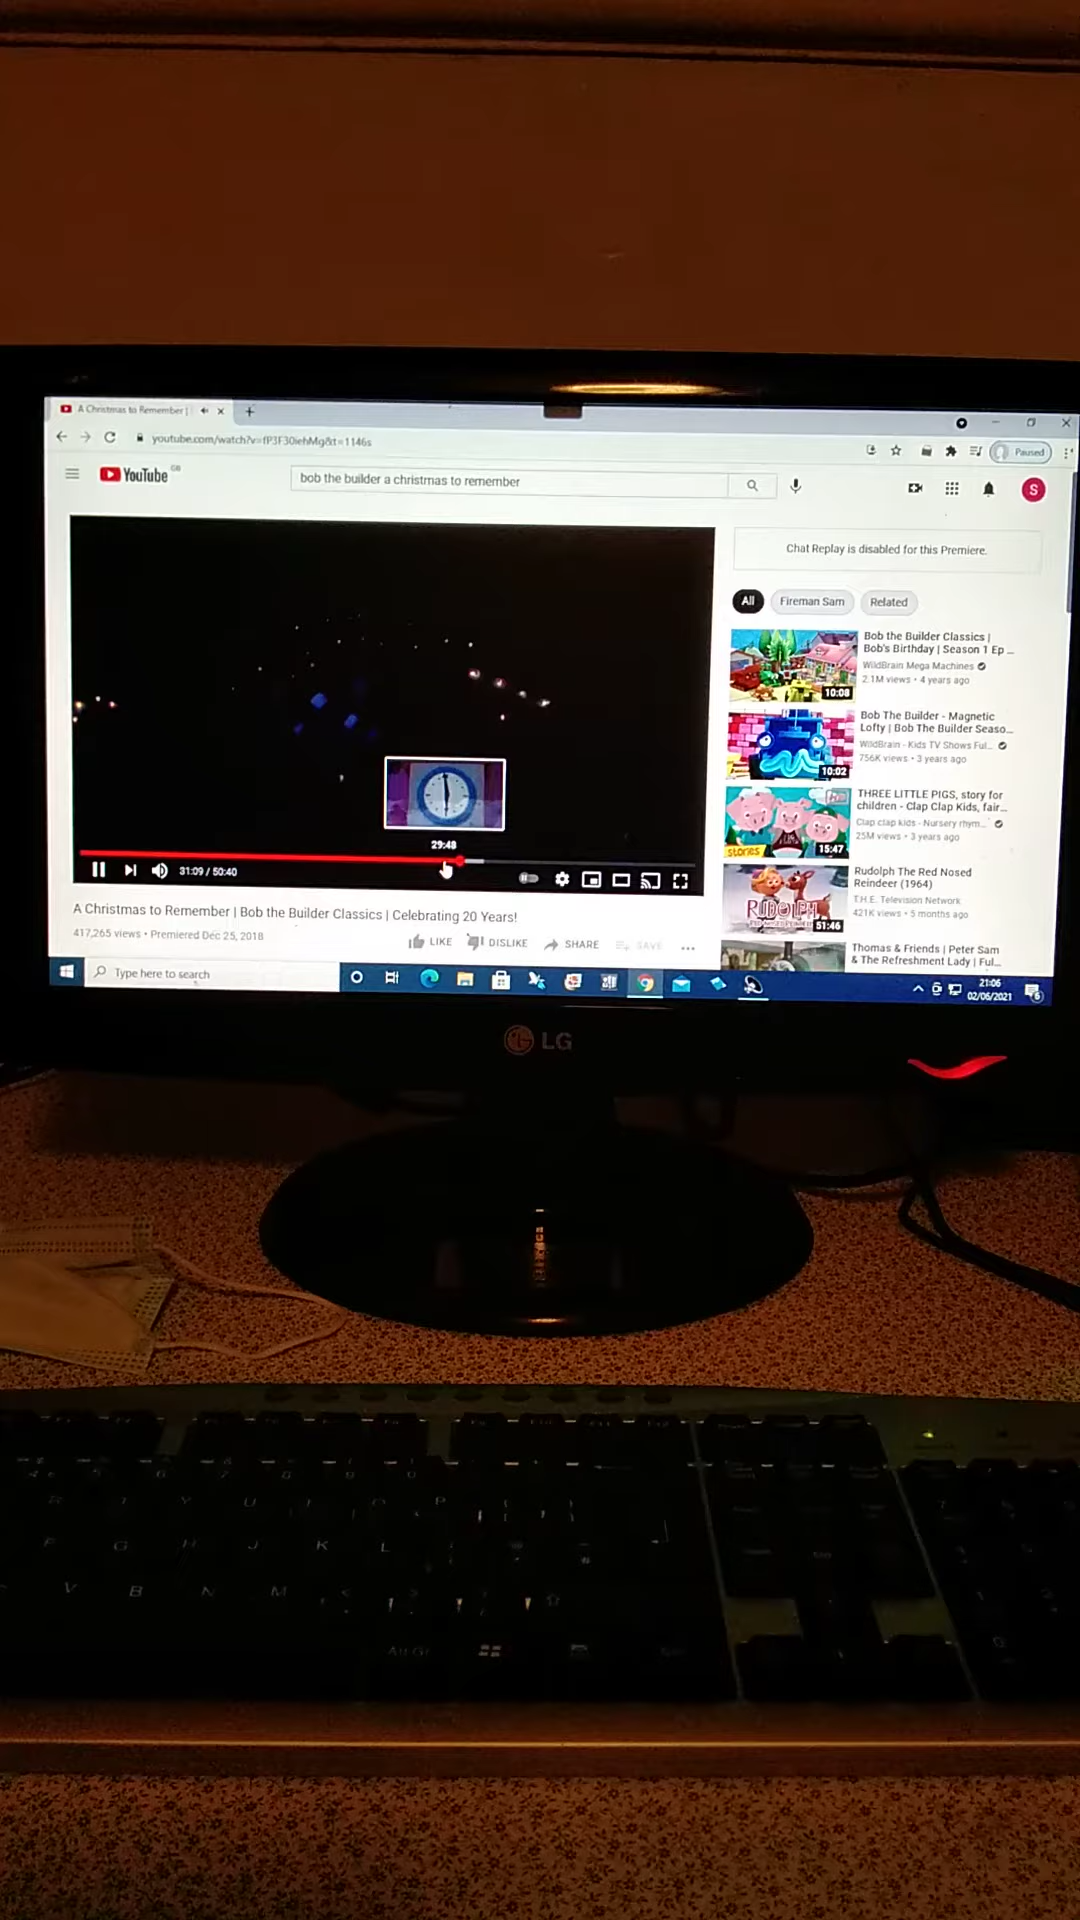 A Christmas to Remember |
youtube.com/watch?v=fP3F30iehMg&t=1146s
Paused
YouTube GB
bob the builder a christmas to remember
S
Chat Replay is disabled for this Premiere.
All
Fireman Sam
Related
Bob the Builder Classics |
Bob's Birthday | Season 1 Ep ...
WildBrain Mega Machines
2.1M views • 4 years ago
10:08
Bob The Builder - Magnetic
Lofty | Bob The Builder Seaso...
WildBrain - Kids TV Shows Ful...
756K views • 3 years ago
10:02
THREE LITTLE PIGS, story for
children - Clap Clap Kids, fair...
Clap clap kids - Nursery rhym...
25M views • 3 years ago
stories
15:47
Rudolph The Red Nosed
Reindeer (1964)
T.H.E. Television Network
421K views • 5 months ago
RUDOLPH
51:46
Thomas & Friends | Peter Sam
& The Refreshment Lady | Ful...
29:48
31:09 / 50:40
A Christmas to Remember | Bob the Builder Classics | Celebrating 20 Years!
417,265 views • Premiered Dec 25, 2018
LIKE
DISLIKE
SHARE
SAVE
Type here to search
21:06
02/06/2021
6
LG
Y U O P
G H J K L
V B N M
Alt Gr